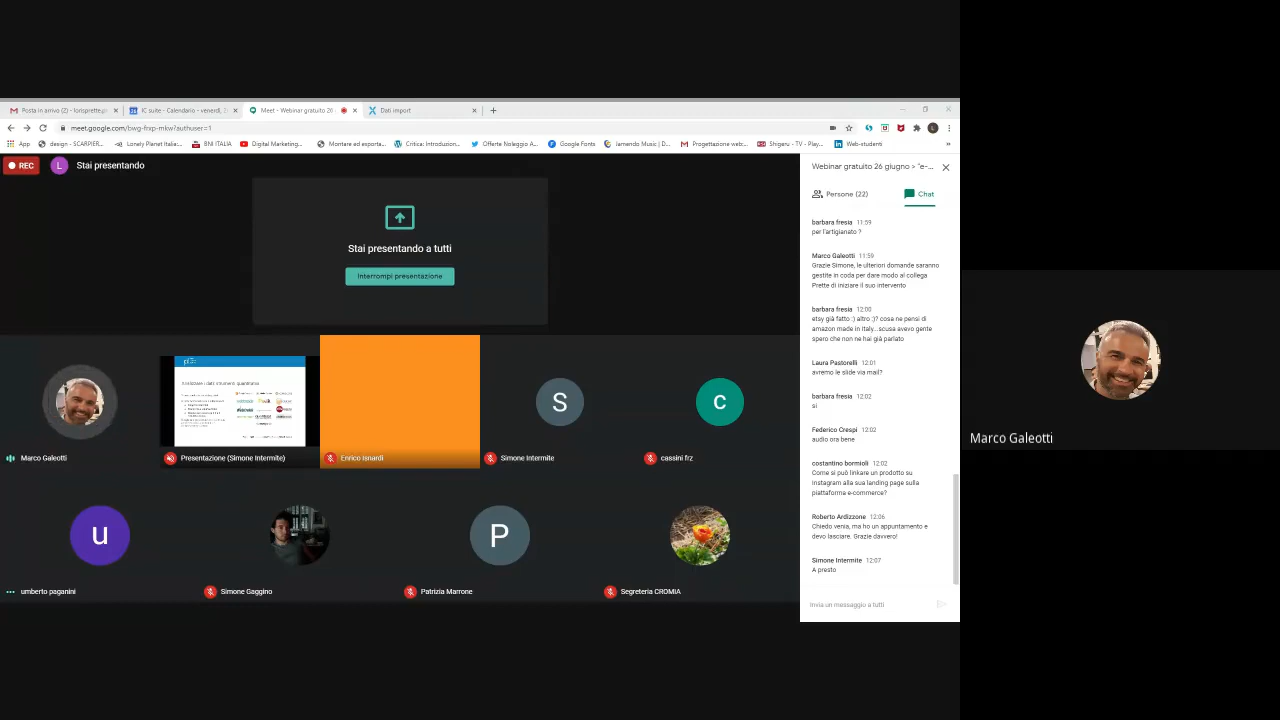 Posta in arrivo (2) - lorisprette.pr
IC suite - Calendario - venerdì, 2
Meet - Webinar gratuito 26
Dati import
meet.google.com/bwg-fnxp-mkw?authuser=1
App
design - SCARPIER...
Lonely Planet Italia:...
BNI ITALIA
Digital Marketing...
Montare ad esporta...
Critica: Introduzion...
Offerte Noleggio A...
Google Fonts
Jamendo Music | D...
Progettazione web:...
Shigeru - TV - Play...
Web-studenti
REC
L
Stai presentando
Webinar gratuito 26 giugno > "e-...
Persone (22)
Chat
Stai presentando a tutti
Interrompi presentazione
barbara fresia 11:59
per l'artigianato ?
Marco Galeotti 11:59
Grazie Simone, le ulteriori domande saranno
gestite in coda per dare modo al collega
Prette di iniziare il suo intervento
barbara fresia 12:00
etsy già fatto :) altro :)? cosa ne pensi di
amazon made in Italy...scusa avevo gente
spero che non ne hai già parlato
Laura Pastorelli 12:01
avremo le slide via mail?
barbara fresia 12:02
si
Federico Crespi 12:02
audio ora bene
costantino bormioli 12:02
Come si può linkare un prodotto su
Instagram alla sua landing page sulla
piattaforma e-commerce?
Roberto Ardizzone 12:06
Chiedo venia, ma ho un appuntamento e
devo lasciare. Grazie davvero!
Simone Intermite 12:07
A presto
Invia un messaggio a tutti
S
c
Marco Galeotti
Presentazione (Simone Intermite)
Enrico Isnardi
Simone Intermite
cassini frz
u
P
umberto paganini
Simone Gaggino
Patrizia Marrone
Segreteria CROMIA
Marco Galeotti